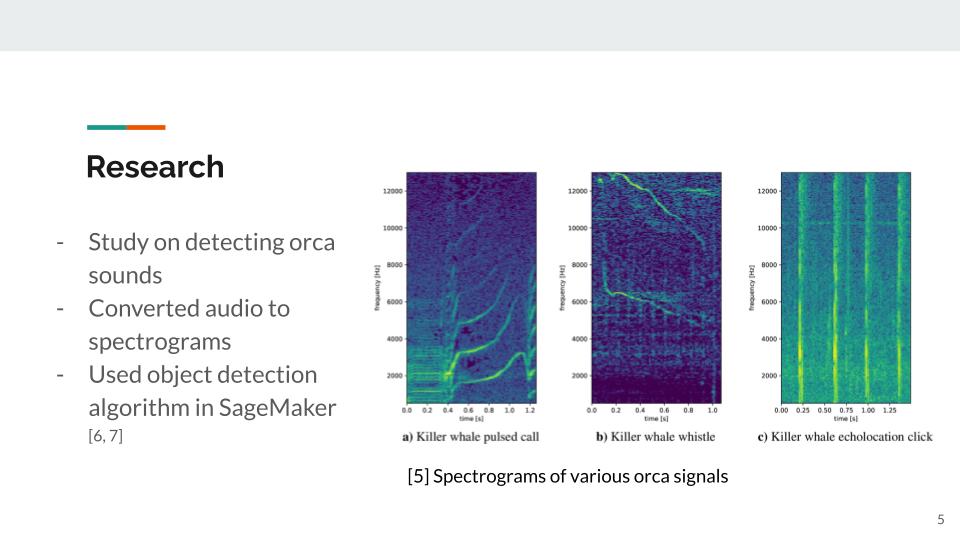 Research
- Study on detecting orca
sounds
- Converted audio to
spectrograms
- Used object detection
algorithm in SageMaker
[6, 7]
frequency [Hz]
12000
10000
8000
6000
4000
2000
0.0 0.2 0.4 0.6 0.8 1.0 1.2
time [s]
a) Killer whale pulsed call
frequency [Hz]
12000
10000
8000
6000
4000
2000
0.0 0.2 0.4 0.6 0.8 1.0
time [s]
b) Killer whale whistle
frequency [Hz]
12000
10000
8000
6000
4000
2000
0.00 0.25 0.50 0.75 1.00 1.25
time [s]
c) Killer whale echolocation click
[5] Spectrograms of various orca signals
5